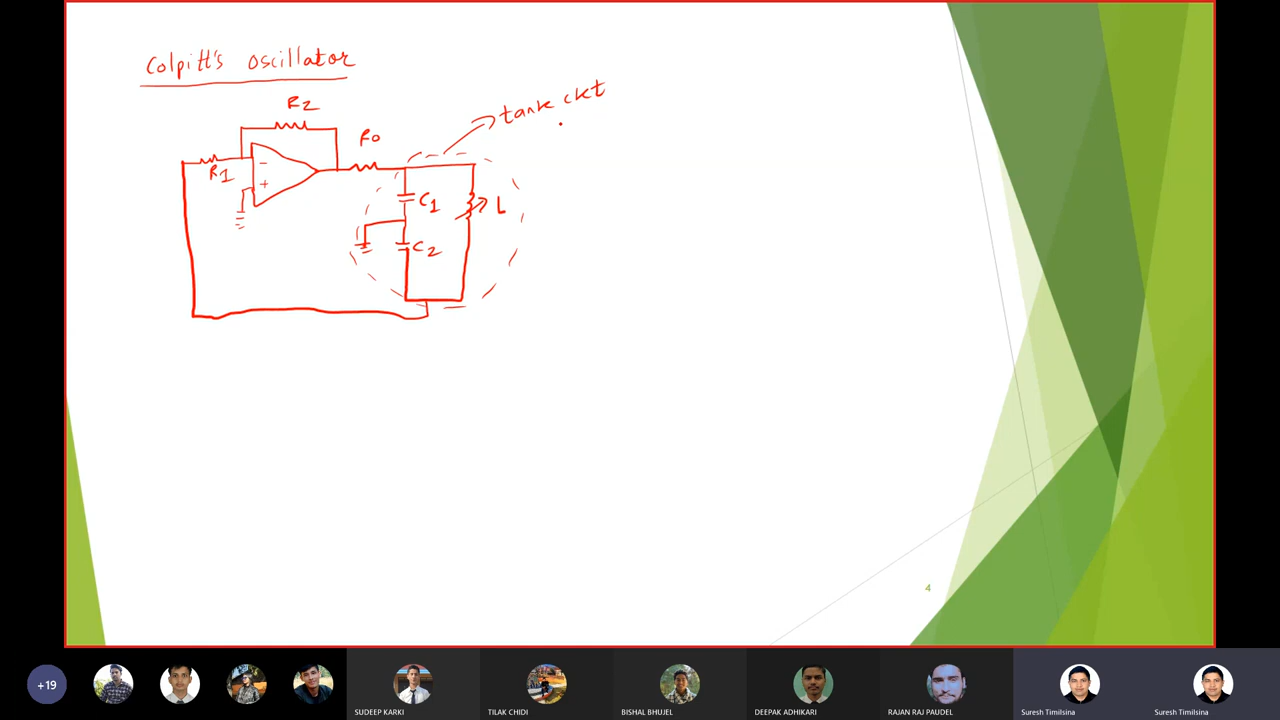 Colpitt's oscillator
R2
R0
tank ckt
R1
-
+
C1
L
C2
4
+19
SUDEEP KARKI
TILAK CHIDI
BISHAL BHUJEL
DEEPAK ADHIKARI
RAJAN RAJ PAUDEL
Suresh Timilsina
Suresh Timilsina